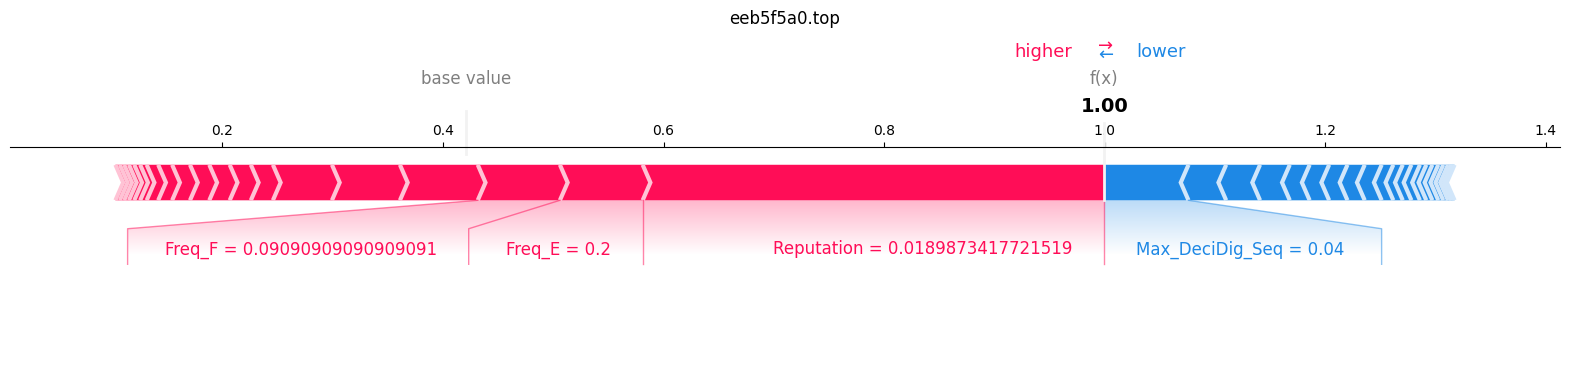 eeb5f5a0.top
higher → ← lower
base value f(x)
1.00
0.2 0.4 0.6 0.8 1.0 1.2 1.4
Freq_F = 0.09090909090909091 Freq_E = 0.2 Reputation = 0.0189873417721519 Max_DeciDig_Seq = 0.04